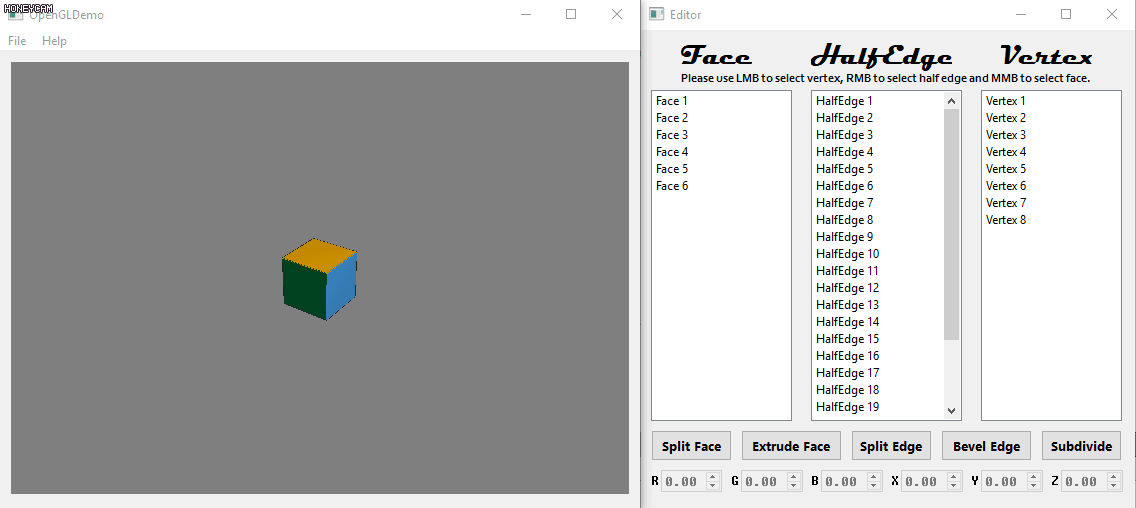 HONEYCAM
OpenGLDemo
File Help
Editor
Face HalfEdge Vertex
Please use LMB to select vertex, RMB to select half edge and MMB to select face.
Face 1
Face 2
Face 3
Face 4
Face 5
Face 6
HalfEdge 1
HalfEdge 2
HalfEdge 3
HalfEdge 4
HalfEdge 5
HalfEdge 6
HalfEdge 7
HalfEdge 8
HalfEdge 9
HalfEdge 10
HalfEdge 11
HalfEdge 12
HalfEdge 13
HalfEdge 14
HalfEdge 15
HalfEdge 16
HalfEdge 17
HalfEdge 18
HalfEdge 19
Vertex 1
Vertex 2
Vertex 3
Vertex 4
Vertex 5
Vertex 6
Vertex 7
Vertex 8
Split Face Extrude Face Split Edge Bevel Edge Subdivide
R 0.00 G 0.00 B 0.00 X 0.00 Y 0.00 Z 0.00